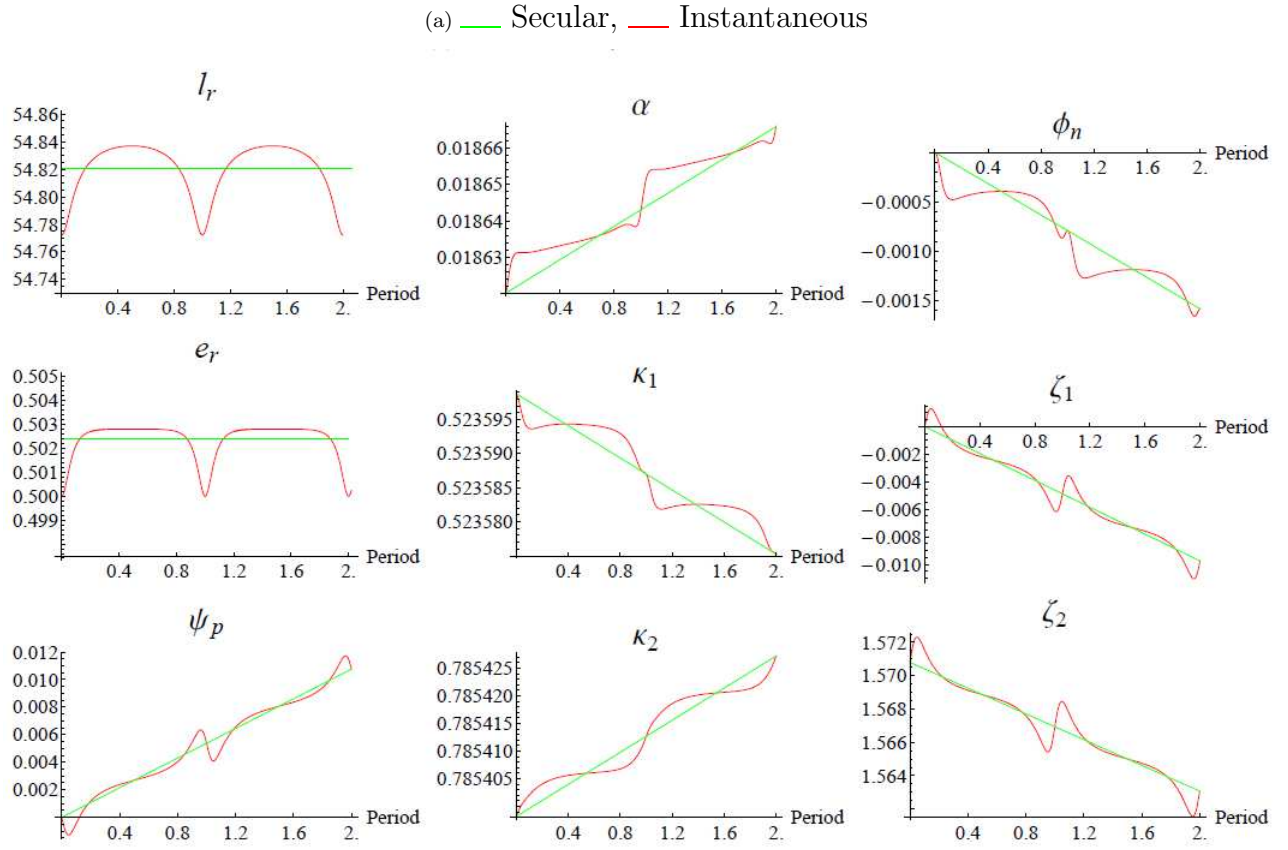 (a) Secular, Instantaneous
l_r
54.86
54.84
54.82
54.80
54.78
54.76
54.74
0.4 0.8 1.2 1.6 2. Period
α
0.01866
0.01865
0.01864
0.01863
0.4 0.8 1.2 1.6 2. Period
ϕ_n
0.4 0.8 1.2 1.6 2. Period
−0.0005
−0.0010
−0.0015
e_r
0.505
0.504
0.503
0.502
0.501
0.500
0.499
0.4 0.8 1.2 1.6 2. Period
κ_1
0.523595
0.523590
0.523585
0.523580
0.4 0.8 1.2 1.6 2. Period
ζ_1
0.4 0.8 1.2 1.6 2. Period
−0.002
−0.004
−0.006
−0.008
−0.010
ψ_p
0.012
0.010
0.008
0.006
0.004
0.002
0.4 0.8 1.2 1.6 2. Period
κ_2
0.785425
0.785420
0.785415
0.785410
0.785405
0.4 0.8 1.2 1.6 2. Period
ζ_2
1.572
1.570
1.568
1.566
1.564
0.4 0.8 1.2 1.6 2. Period